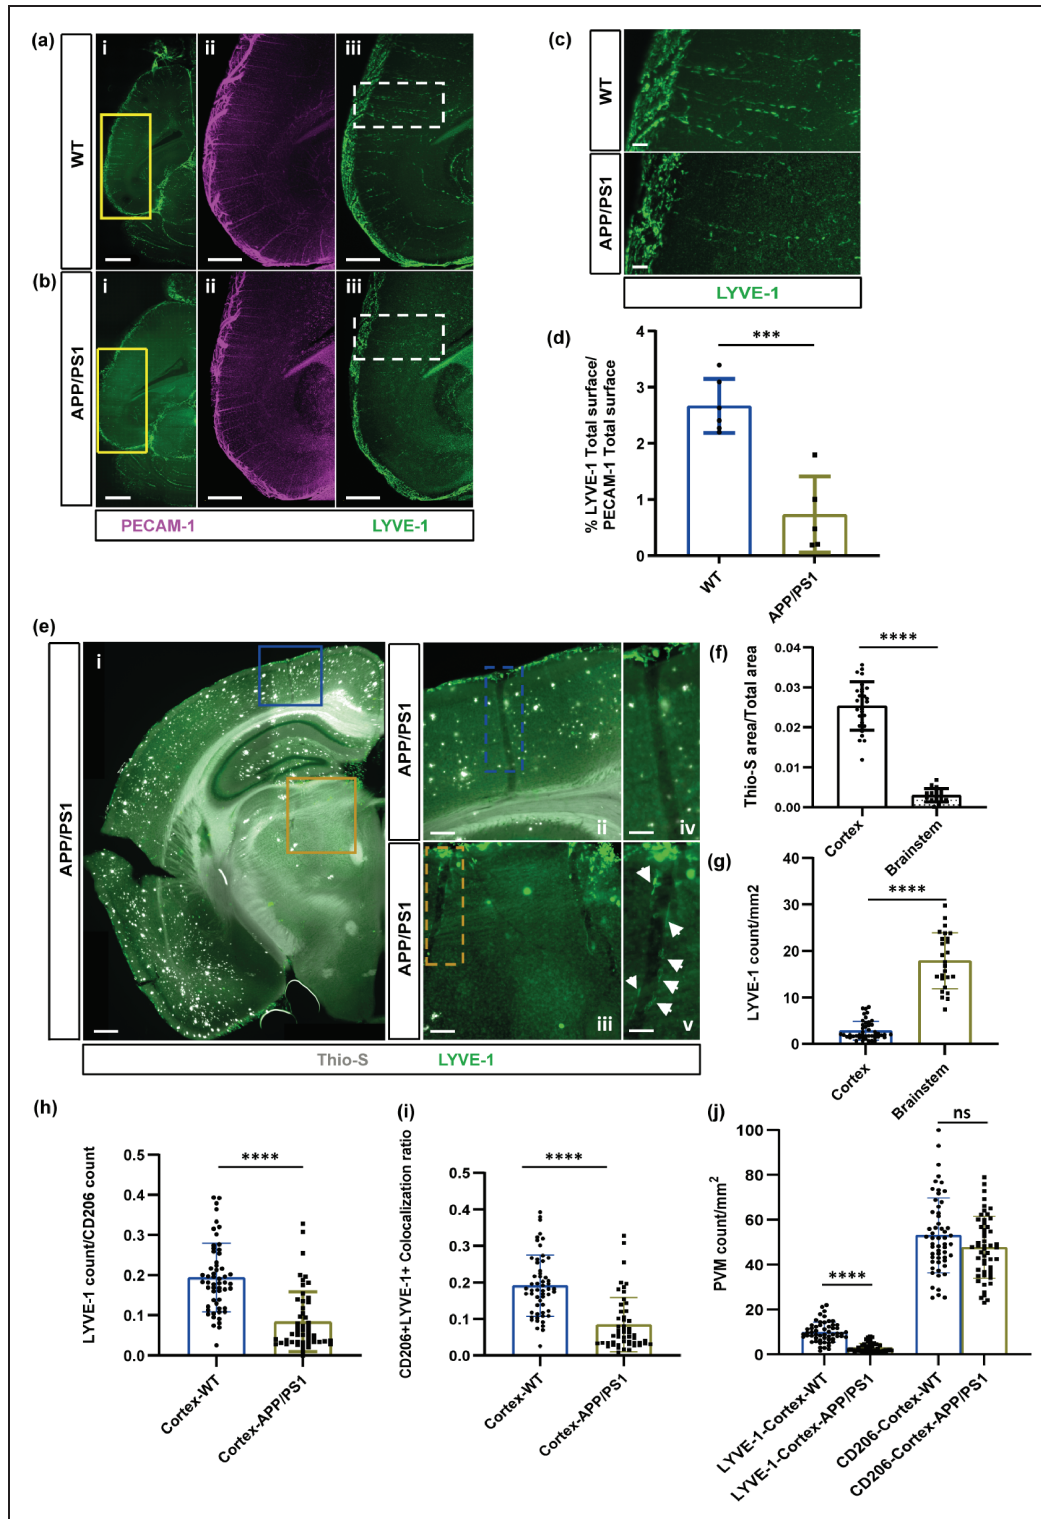 (a)
WT
i
ii
iii
(b)
APP/PS1
i
ii
iii
PECAM-1 LYVE-1
(c)
WT
APP/PS1
LYVE-1
(d)
% LYVE-1 Total surface/
PECAM-1 Total surface
4
3
2
1
0
***
WT
APP/PS1
(e)
APP/PS1
i
APP/PS1
ii
iv
APP/PS1
iii
v
Thio-S LYVE-1
(f)
Thio-S area/Total area
0.04
0.03
0.02
0.01
0.00
****
Cortex
Brainstem
(g)
LYVE-1 count/mm2
40
30
20
10
0
****
Cortex
Brainstem
(h)
LYVE-1 count/CD206 count
0.5
0.4
0.3
0.2
0.1
0.0
****
Cortex-WT
Cortex-APP/PS1
(i)
CD206+LYVE-1+ Colocalization ratio
0.5
0.4
0.3
0.2
0.1
0.0
****
Cortex-WT
Cortex-APP/PS1
(j)
PVM count/mm²
100
80
60
40
20
0
****
ns
LYVE-1-Cortex-WT
LYVE-1-Cortex-APP/PS1
CD206-Cortex-WT
CD206-Cortex-APP/PS1